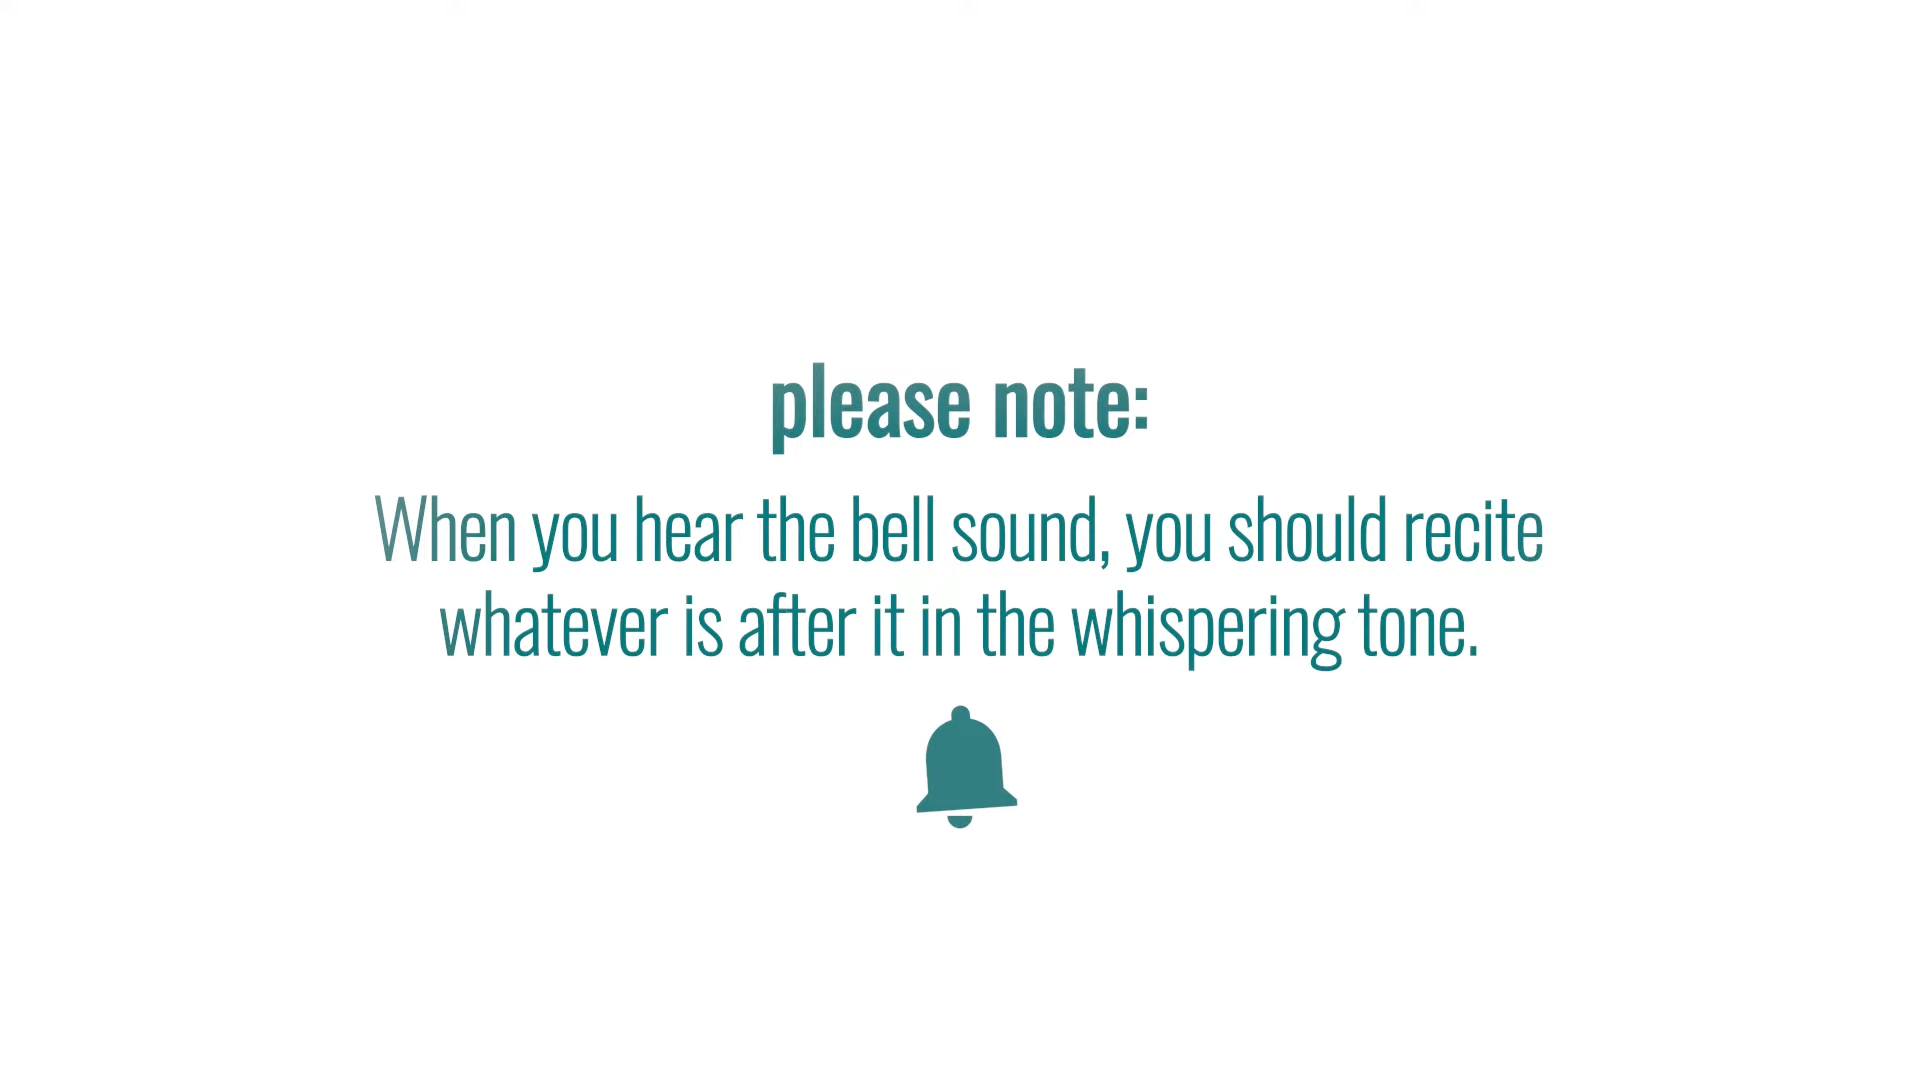 please note:
When you hear the bell sound, you should recite
whatever is after it in the whispering tone.